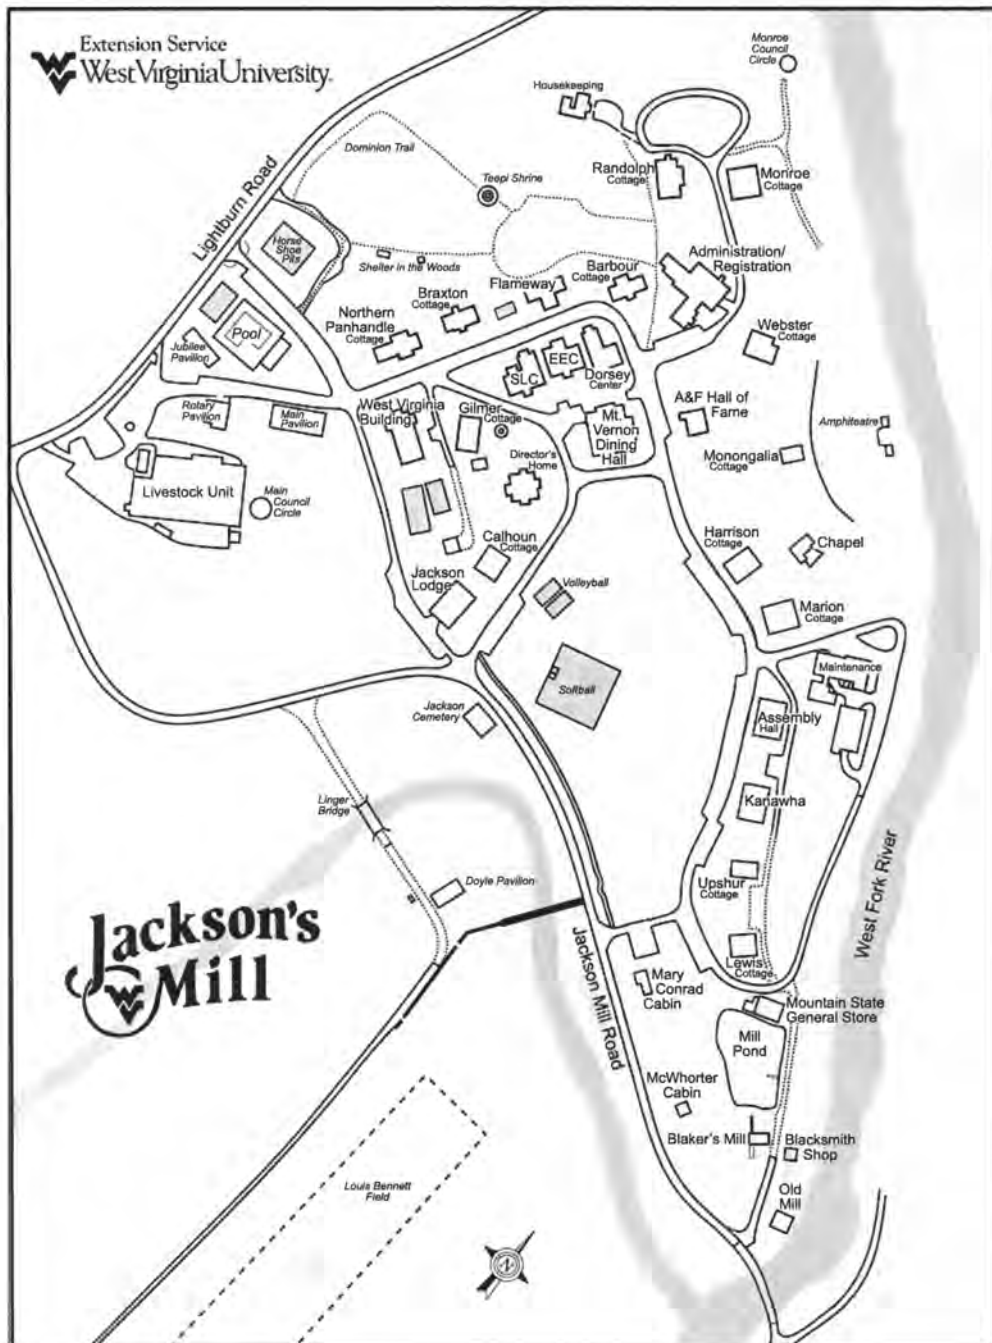 Extension Service
WestVirginiaUniversity.
Monroe
Council
Circle
Housekeeping
Dominion Trail
Teepi Shrine
Randolph
Cottage
Monroe
Cottage
Lightburn Road
Horse
Shoe
Pits
Shelter in the Woods
Administration/
Registration
Barbour
Cottage
Flameway
Braxton
Cottage
Northern
Panhandle
Cottage
Webster
Cottage
Pool
Jubilee
Pavilion
EEC
SLC
Dorsey
Center
A&F Hall of
Fame
Rotary
Pavilion
Main
Pavilion
West Virginia
Building
Gilmer
Cottage
Mt.
Vernon
Dining
Hall
Amphiteatre
Monongalia
Cottage
Director's
Home
Livestock Unit
Main
Council
Circle
Harrison
Cottage
Chapel
Calhoun
Cottage
Jackson
Lodge
Volleyball
Marion
Cottage
Maintenance
Softball
Jackson
Cemetery
Assembly
Hall
Linger
Bridge
Kanawha
Doyle Pavilion
Upshur
Cottage
West Fork River
Jackson's
Mill
Jackson Mill Road
Lewis
Cottage
Mary
Conrad
Cabin
Mountain State
General Store
Mill
Pond
McWhorter
Cabin
Blaker's Mill
Blacksmith
Shop
Louis Bennett
Field
Old
Mill
N